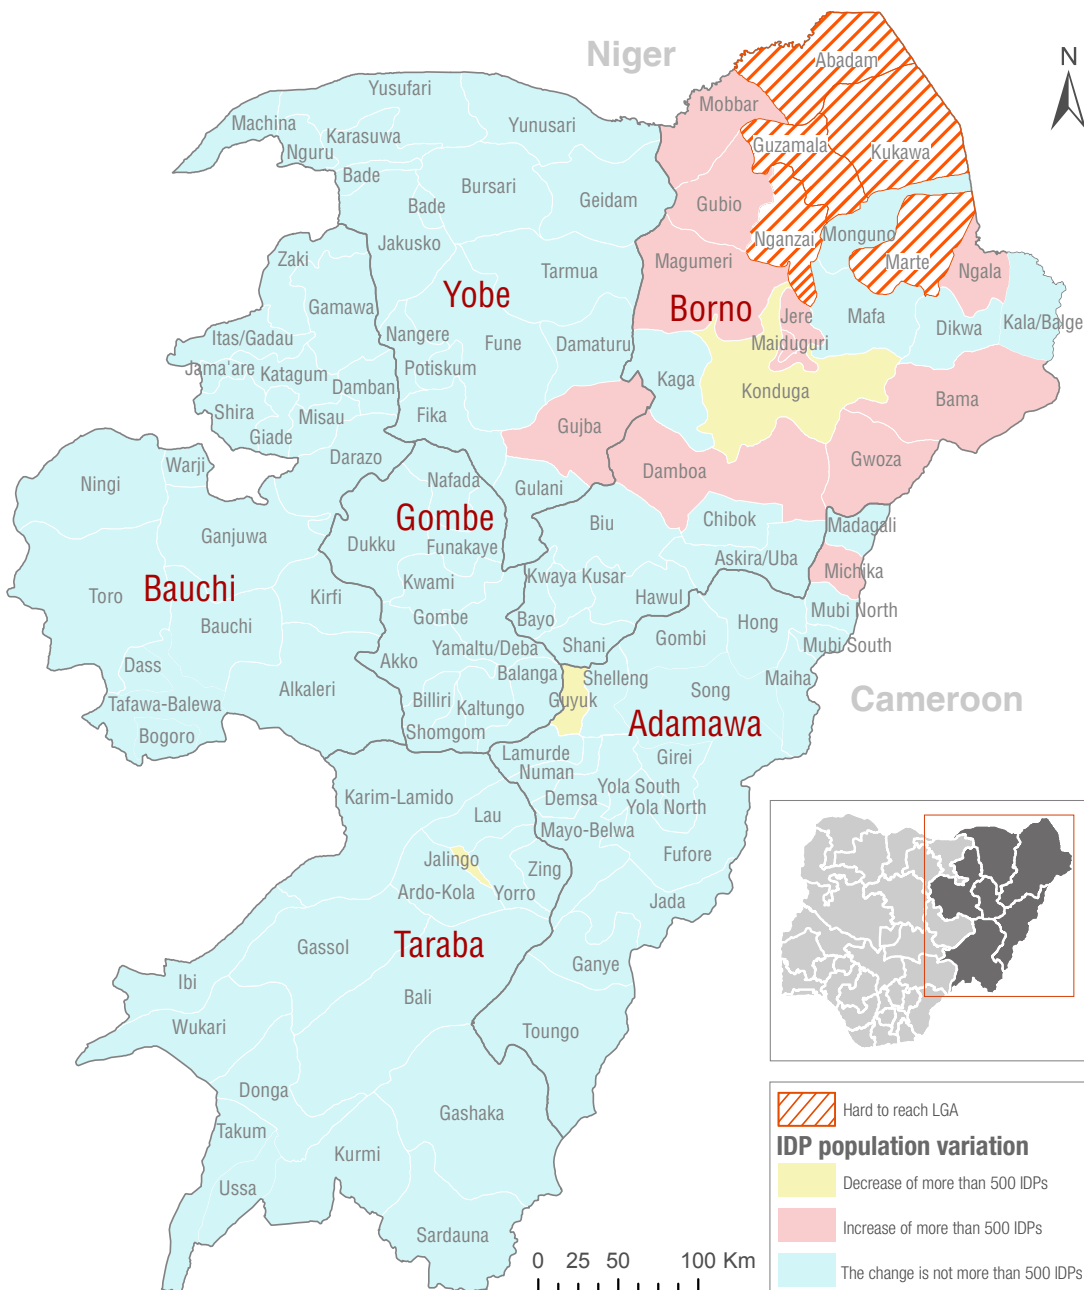 Niger
N
Abadam
Yusufari
Mobbar
Machina
Karasuwa
Yunusari
Nguru
Guzamala
Kukawa
Bade
Bursari
Geidam
Bade
Gubio
Jakusko
Nganzai
Monguno
Zaki
Tarmua
Magumeri
Marte
Ngala
Gamawa
Yobe
Borno
Jere
Mafa
Dikwa
Kala/Balge
Itas/Gadau
Nangere
Fune
Damaturu
Maiduguri
Jama'are
Katagum
Potiskum
Damban
Kaga
Konduga
Bama
Shira
Misau
Fika
Gujba
Giade
Darazo
Damboa
Gwoza
Warji
Ningi
Nafada
Gulani
Gombe
Biu
Chibok
Madagali
Ganjuwa
Dukku
Funakaye
Askira/Uba
Michika
Bauchi
Toro
Kirfi
Kwami
Kwaya Kusar
Hawul
Mubi North
Bauchi
Gombe
Bayo
Gombi
Hong
Yamaltu/Deba
Shani
Mubi South
Dass
Akko
Balanga
Shelleng
Maiha
Alkaleri
Billiri
Kaltungo
Guyuk
Song
Cameroon
Tafawa-Balewa
Adamawa
Bogoro
Shomgom
Lamurde
Girei
Numan
Karim-Lamido
Demsa
Yola South
Yola North
Lau
Mayo-Belwa
Jalingo
Zing
Fufore
Ardo-Kola
Yorro
Jada
Taraba
Gassol
Ganye
Ibi
Bali
Wukari
Toungo
Donga
Gashaka
Takum
Kurmi
Ussa
Sardauna
0 25 50 100 Km
Hard to reach LGA
IDP population variation
Decrease of more than 500 IDPs
Increase of more than 500 IDPs
The change is not more than 500 IDPs